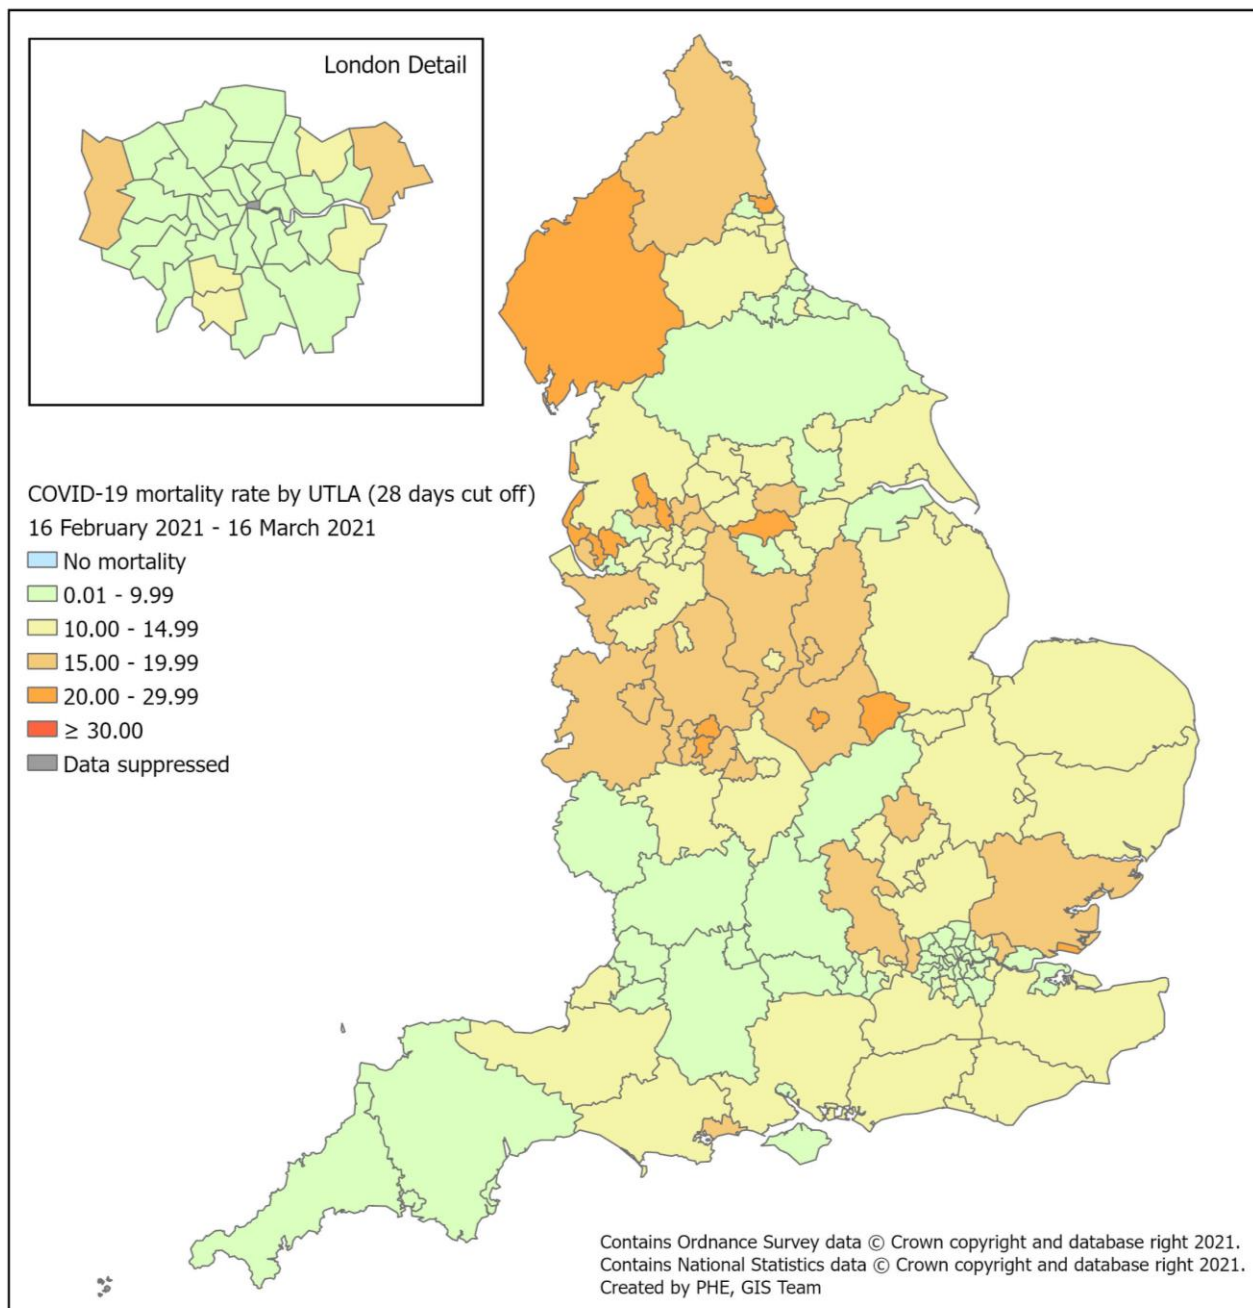 London Detail
COVID-19 mortality rate by UTLA (28 days cut off)
16 February 2021 - 16 March 2021
No mortality
0.01 - 9.99
10.00 - 14.99
15.00 - 19.99
20.00 - 29.99
≥ 30.00
Data suppressed
Contains Ordnance Survey data © Crown copyright and database right 2021.
Contains National Statistics data © Crown copyright and database right 2021.
Created by PHE, GIS Team